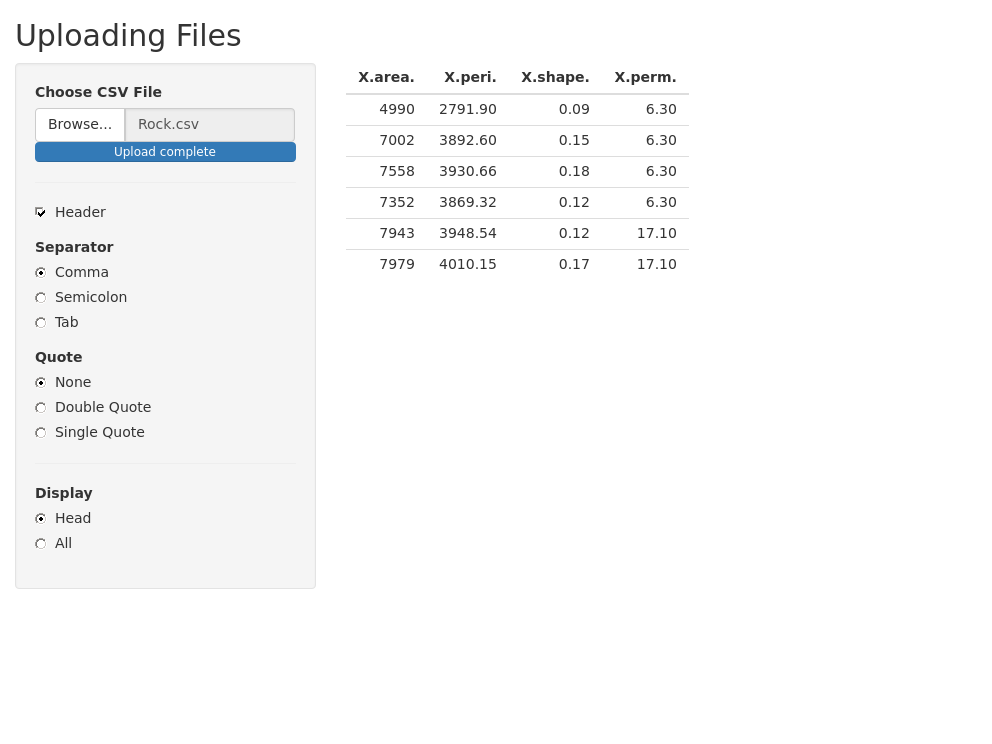 Uploading Files
Choose CSV File
Browse... Rock.csv
Upload complete
Header
Separator
Comma
Semicolon
Tab
Quote
None
Double Quote
Single Quote
Display
Head
All
X.area. X.peri. X.shape. X.perm.
4990 2791.90 0.09 6.30
7002 3892.60 0.15 6.30
7558 3930.66 0.18 6.30
7352 3869.32 0.12 6.30
7943 3948.54 0.12 17.10
7979 4010.15 0.17 17.10